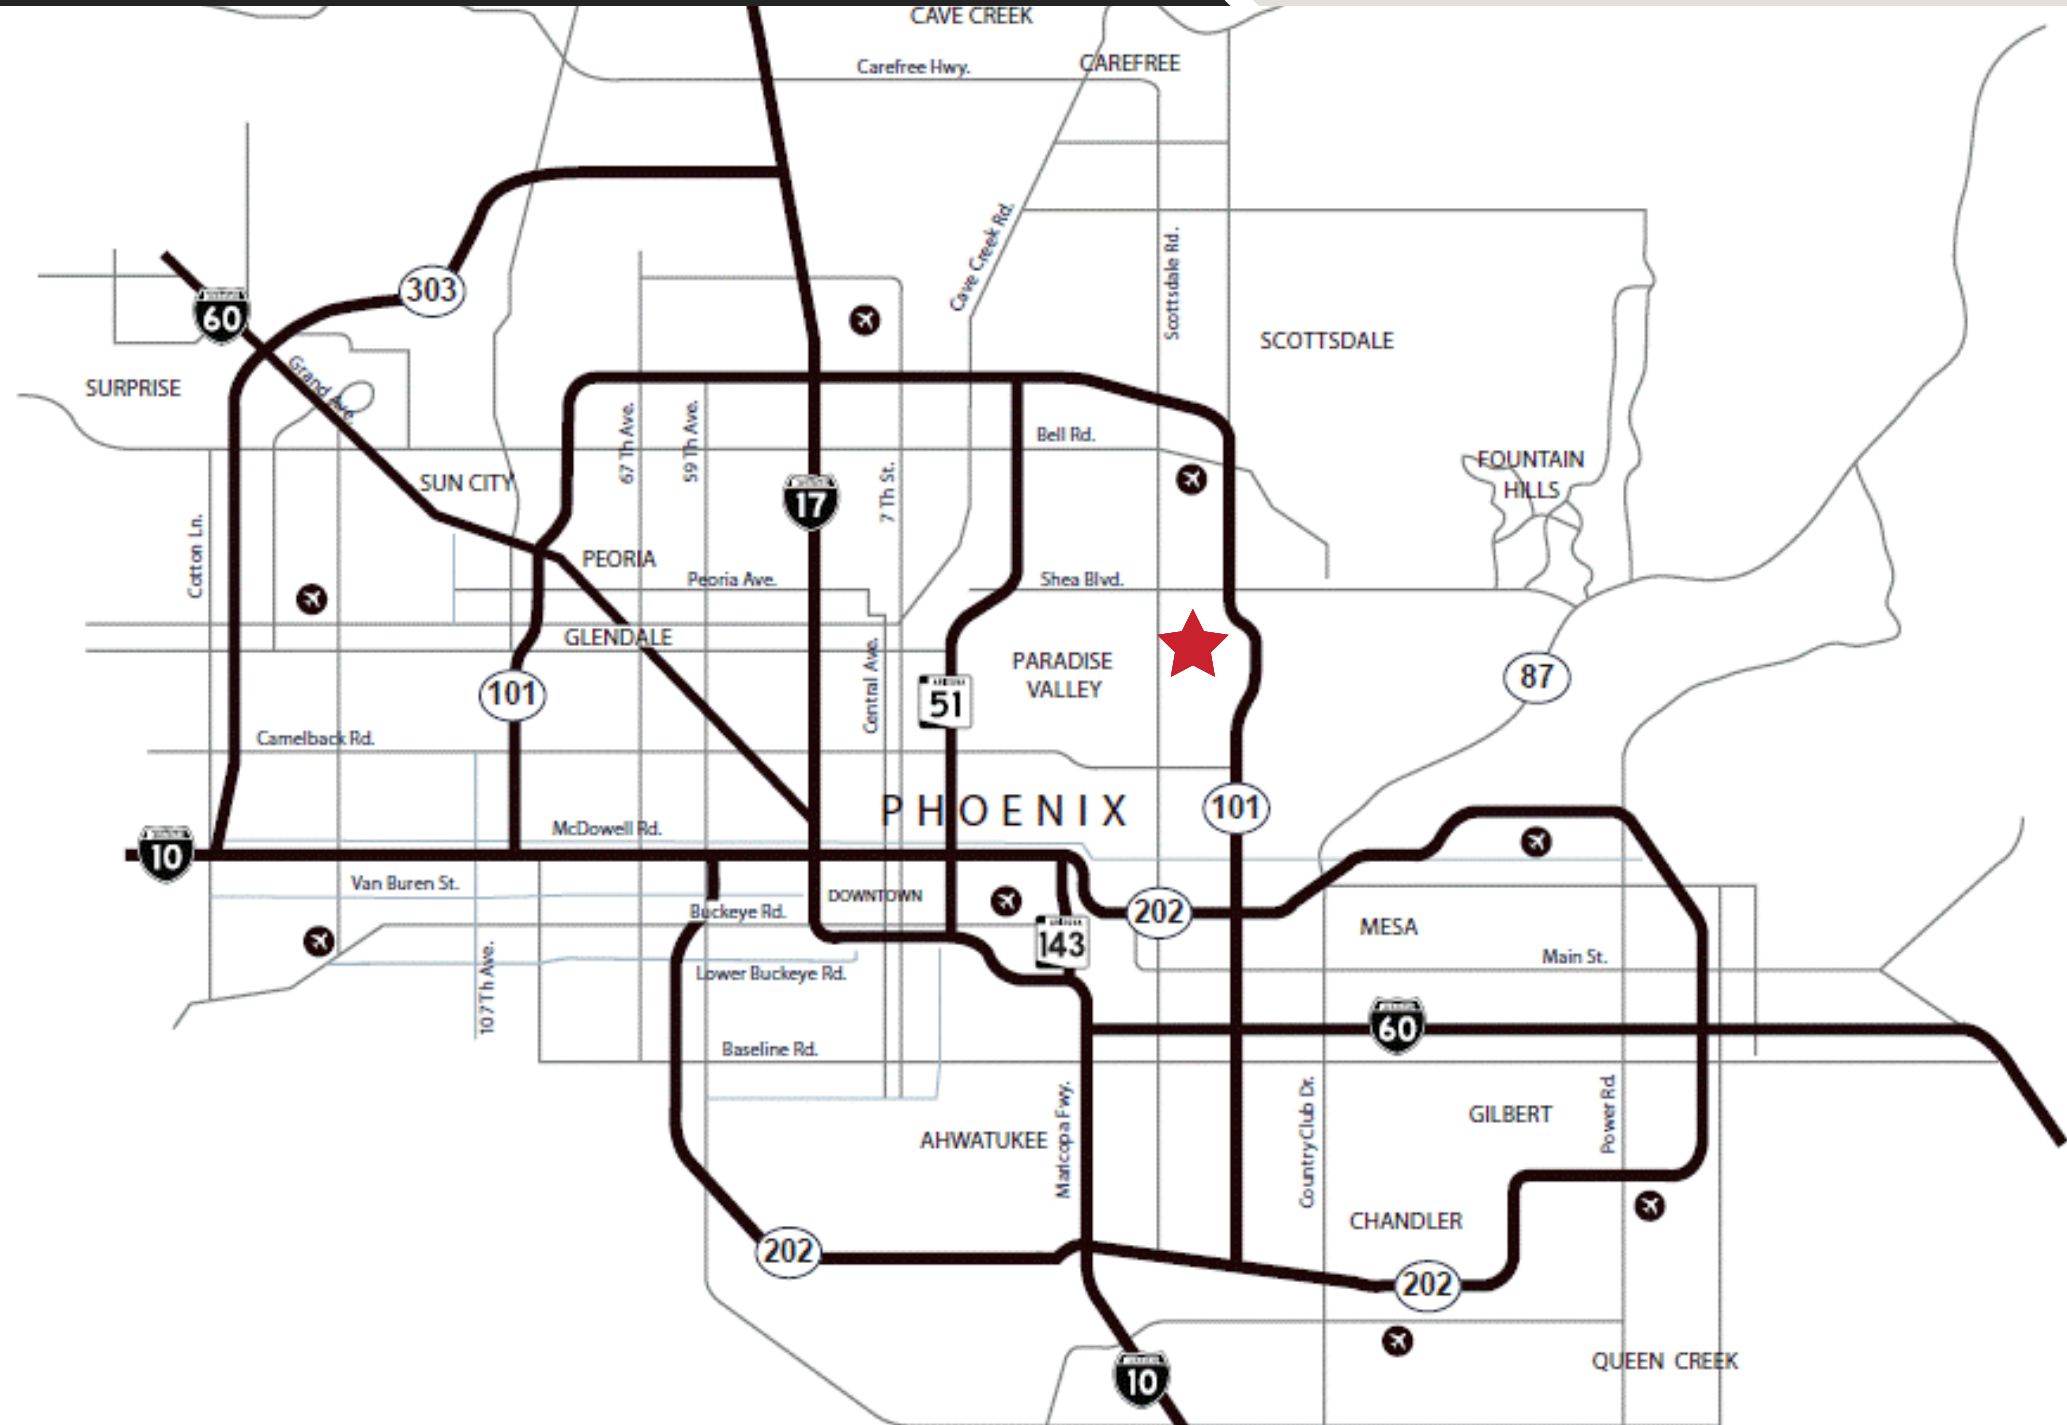 CAVE CREEK
CAREFREE
Carefree Hwy.
Cave Creek Rd.
Scottsdale Rd.
303
60
SCOTTSDALE
SURPRISE
Grand Ave.
67 Th Ave.
59 Th Ave.
Bell Rd.
FOUNTAIN
HILLS
SUN CITY
17
7 Th St.
Cotton Ln.
PEORIA
Peoria Ave.
Shea Blvd.
GLENDALE
PARADISE
VALLEY
101
51
Central Ave.
87
Camelback Rd.
PHOENIX
101
McDowell Rd.
10
Van Buren St.
DOWNTOWN
Buckeye Rd.
202
143
MESA
Main St.
Lower Buckeye Rd.
107 Th Ave.
60
Baseline Rd.
Maricopa Fwy.
Country Club Dr.
Power Rd.
GILBERT
AHWATUKEE
CHANDLER
202
202
10
QUEEN CREEK